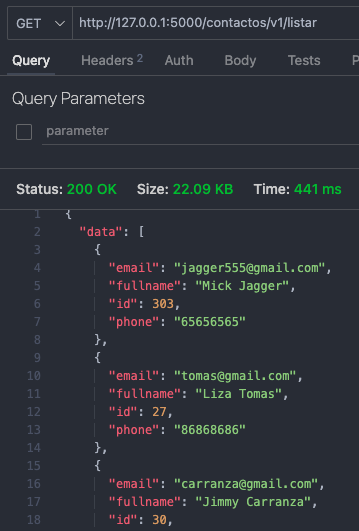 GET http://127.0.0.1:5000/contactos/v1/listar
Query Headers 2 Auth Body Tests P
Query Parameters
parameter
Status: 200 OK Size: 22.09 KB Time: 441 ms
1 {
2 "data": [
3 {
4 "email": "jagger555@gmail.com",
5 "fullname": "Mick Jagger",
6 "id": 303,
7 "phone": "65656565"
8 },
9 {
10 "email": "tomas@gmail.com",
11 "fullname": "Liza Tomas",
12 "id": 27,
13 "phone": "86868686"
14 },
15 {
16 "email": "carranza@gmail.com",
17 "fullname": "Jimmy Carranza",
18 "id": 30,